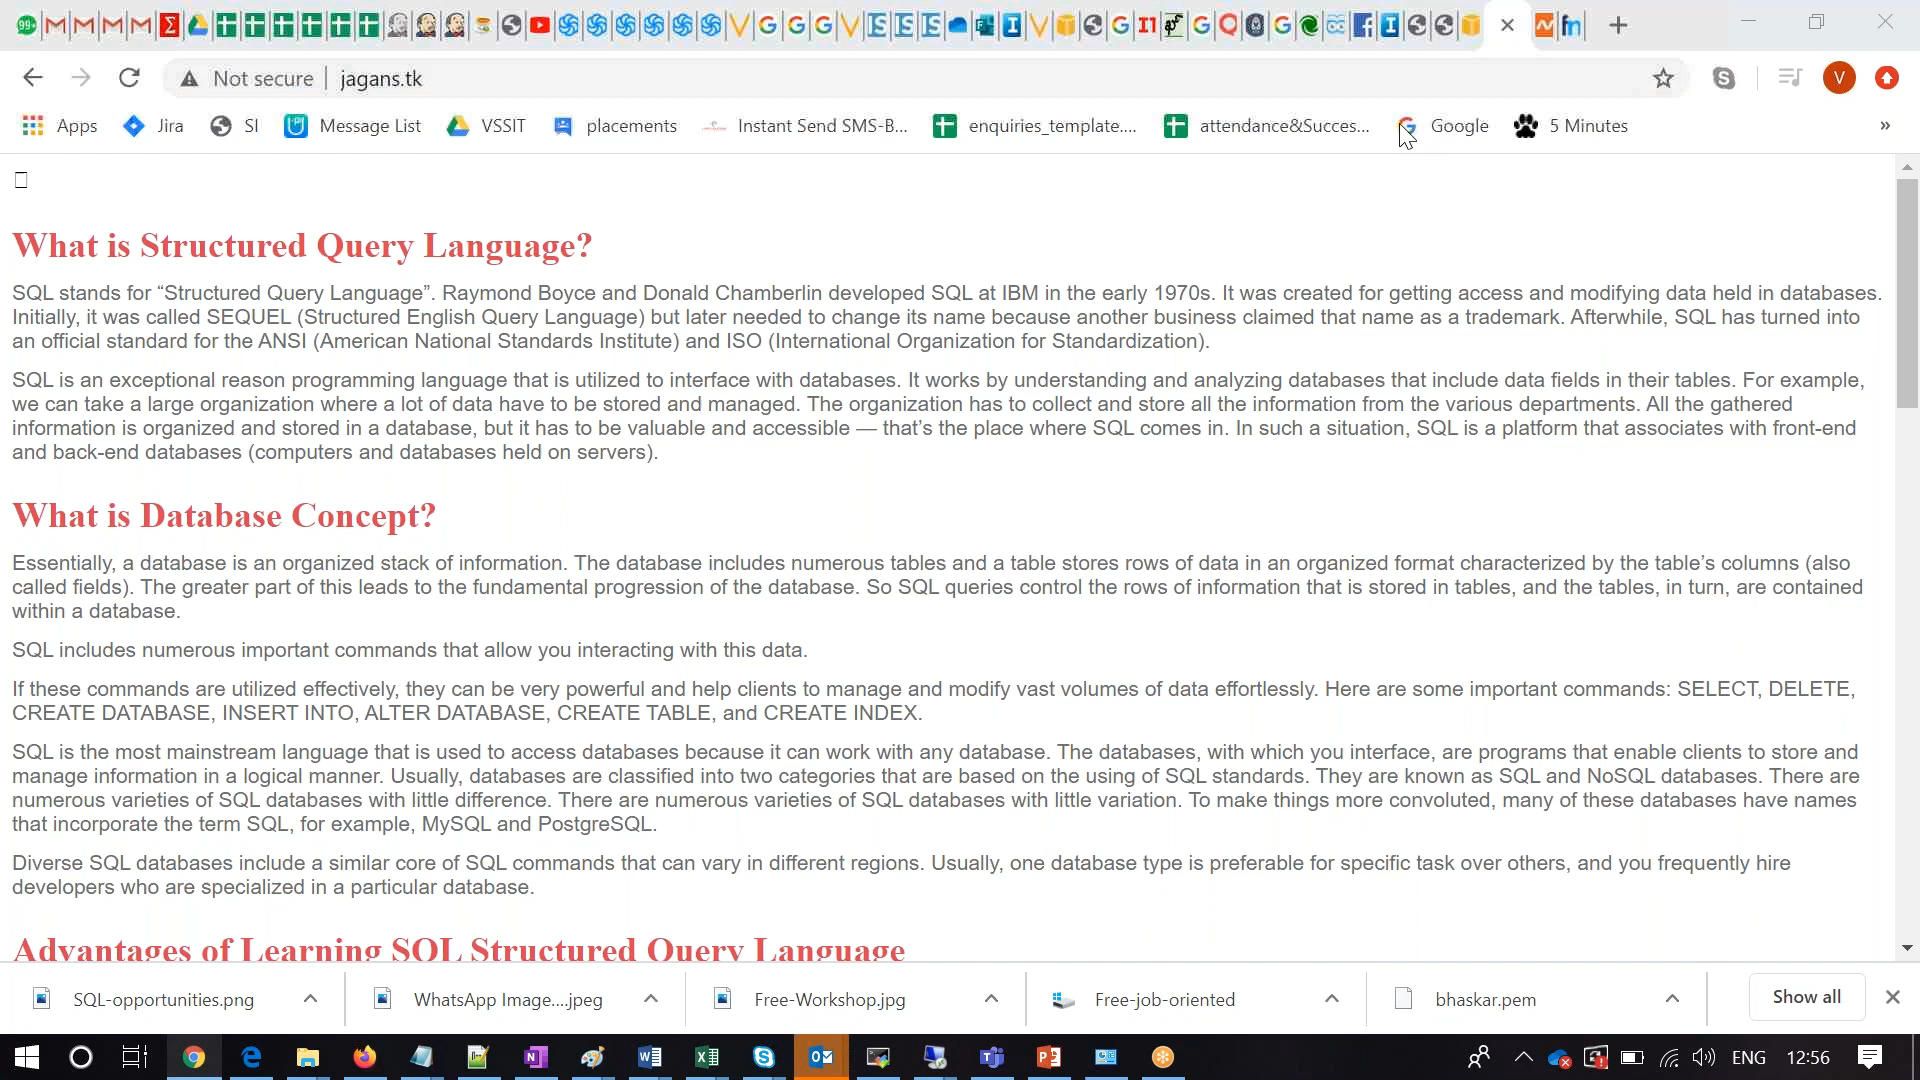 99+
Not secure
jagans.tk
V
Apps
Jira
SI
Message List
VSSIT
placements
Instant Send SMS-B...
enquiries_template....
attendance&Succes...
Google
5 Minutes
»
What is Structured Query Language?
SQL stands for “Structured Query Language”. Raymond Boyce and Donald Chamberlin developed SQL at IBM in the early 1970s. It was created for getting access and modifying data held in databases.
Initially, it was called SEQUEL (Structured English Query Language) but later needed to change its name because another business claimed that name as a trademark. Afterwhile, SQL has turned into
an official standard for the ANSI (American National Standards Institute) and ISO (International Organization for Standardization).
SQL is an exceptional reason programming language that is utilized to interface with databases. It works by understanding and analyzing databases that include data fields in their tables. For example,
we can take a large organization where a lot of data have to be stored and managed. The organization has to collect and store all the information from the various departments. All the gathered
information is organized and stored in a database, but it has to be valuable and accessible — that’s the place where SQL comes in. In such a situation, SQL is a platform that associates with front-end
and back-end databases (computers and databases held on servers).
What is Database Concept?
Essentially, a database is an organized stack of information. The database includes numerous tables and a table stores rows of data in an organized format characterized by the table’s columns (also
called fields). The greater part of this leads to the fundamental progression of the database. So SQL queries control the rows of information that is stored in tables, and the tables, in turn, are contained
within a database.
SQL includes numerous important commands that allow you interacting with this data.
If these commands are utilized effectively, they can be very powerful and help clients to manage and modify vast volumes of data effortlessly. Here are some important commands: SELECT, DELETE,
CREATE DATABASE, INSERT INTO, ALTER DATABASE, CREATE TABLE, and CREATE INDEX.
SQL is the most mainstream language that is used to access databases because it can work with any database. The databases, with which you interface, are programs that enable clients to store and
manage information in a logical manner. Usually, databases are classified into two categories that are based on the using of SQL standards. They are known as SQL and NoSQL databases. There are
numerous varieties of SQL databases with little difference. There are numerous varieties of SQL databases with little variation. To make things more convoluted, many of these databases have names
that incorporate the term SQL, for example, MySQL and PostgreSQL.
Diverse SQL databases include a similar core of SQL commands that can vary in different regions. Usually, one database type is preferable for specific task over others, and you frequently hire
developers who are specialized in a particular database.
Advantages of Learning SQL Structured Query Language
SQL-opportunities.png
WhatsApp Image....jpeg
Free-Workshop.jpg
Free-job-oriented
bhaskar.pem
Show all
ENG
12:56